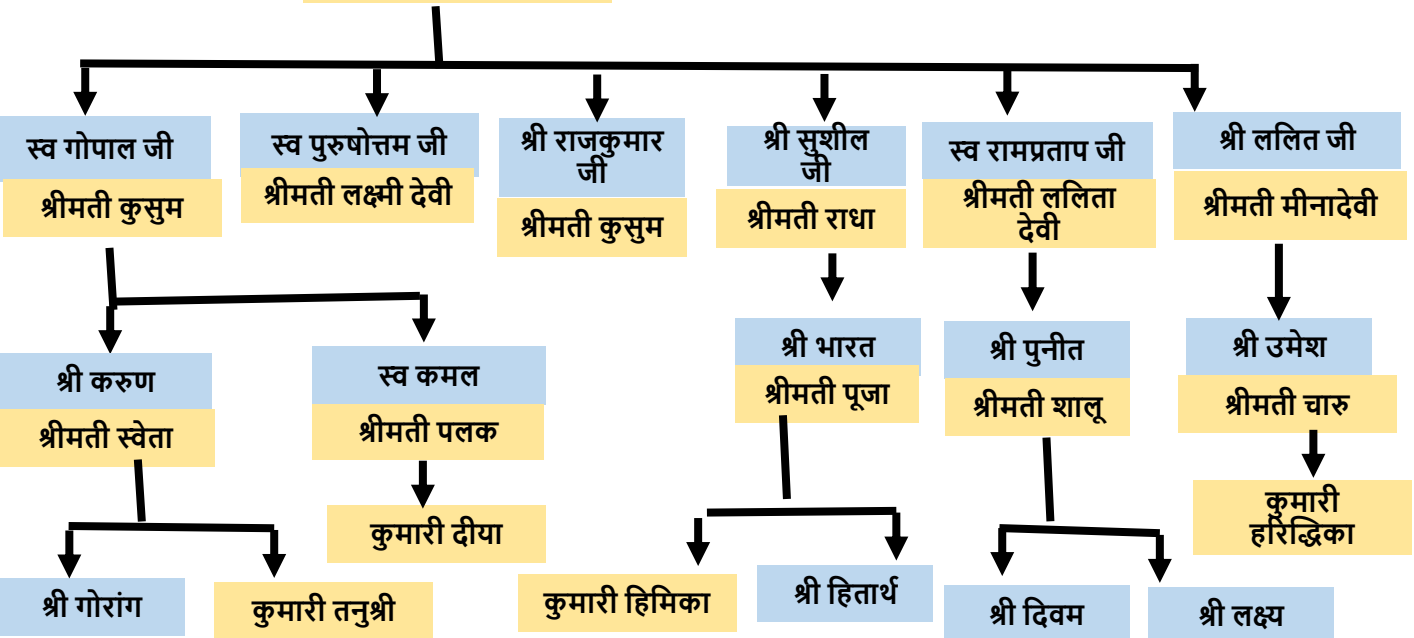 स्व गोपाल जी
श्रीमती कुसुम
स्व पुरुषोत्तम जी
श्रीमती लक्ष्मी देवी
श्री राजकुमार
जी
श्रीमती कुसुम
श्री सुशील
जी
श्रीमती राधा
स्व रामप्रताप जी
श्रीमती ललिता
देवी
श्री ललित जी
श्रीमती मीनादेवी
श्री करुण
श्रीमती स्वेता
स्व कमल
श्रीमती पलक
श्री भारत
श्रीमती पूजा
श्री पुनीत
श्रीमती शालू
श्री उमेश
श्रीमती चारु
कुमारी दीया
कुमारी
हरिद्धिका
श्री गोरांग
कुमारी तनुश्री
कुमारी हिमिका
श्री हितार्थ
श्री दिवम
श्री लक्ष्य